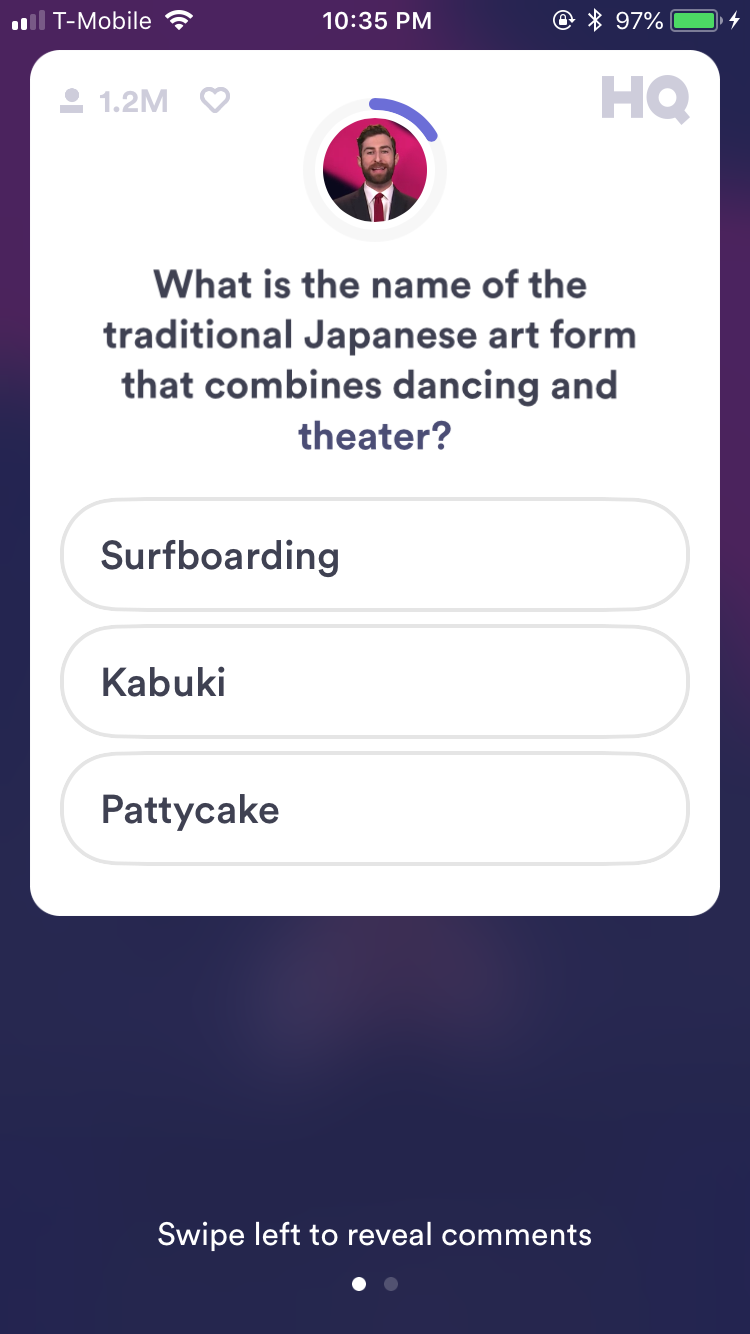 T-Mobile 10:35 PM 97%
1.2M HQ
What is the name of the
traditional Japanese art form
that combines dancing and
theater?
Surfboarding
Kabuki
Pattycake
Swipe left to reveal comments